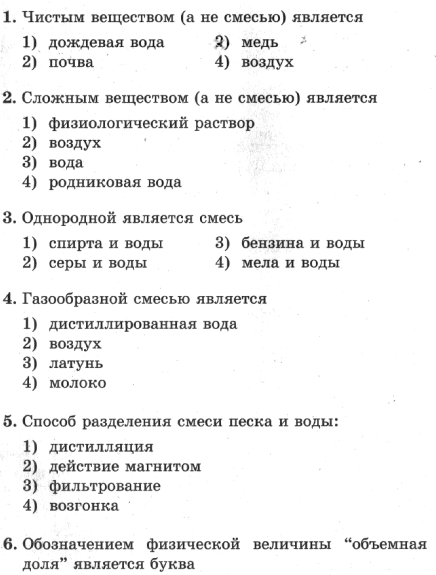 1. Чистым веществом (а не смесью) является
1) дождевая вода 3) медь
2) почва 4) воздух
2. Сложным веществом (а не смесью) является
1) физиологический раствор
2) воздух
3) вода
4) родниковая вода
3. Однородной является смесь
1) спирта и воды 3) бензина и воды
2) серы и воды 4) мела и воды
4. Газообразной смесью является
1) дистиллированная вода
2) воздух
3) латунь
4) молоко
5. Способ разделения смеси песка и воды:
1) дистилляция
2) действие магнитом
3) фильтрование
4) возгонка
6. Обозначением физической величины “объемная
доля” является буква